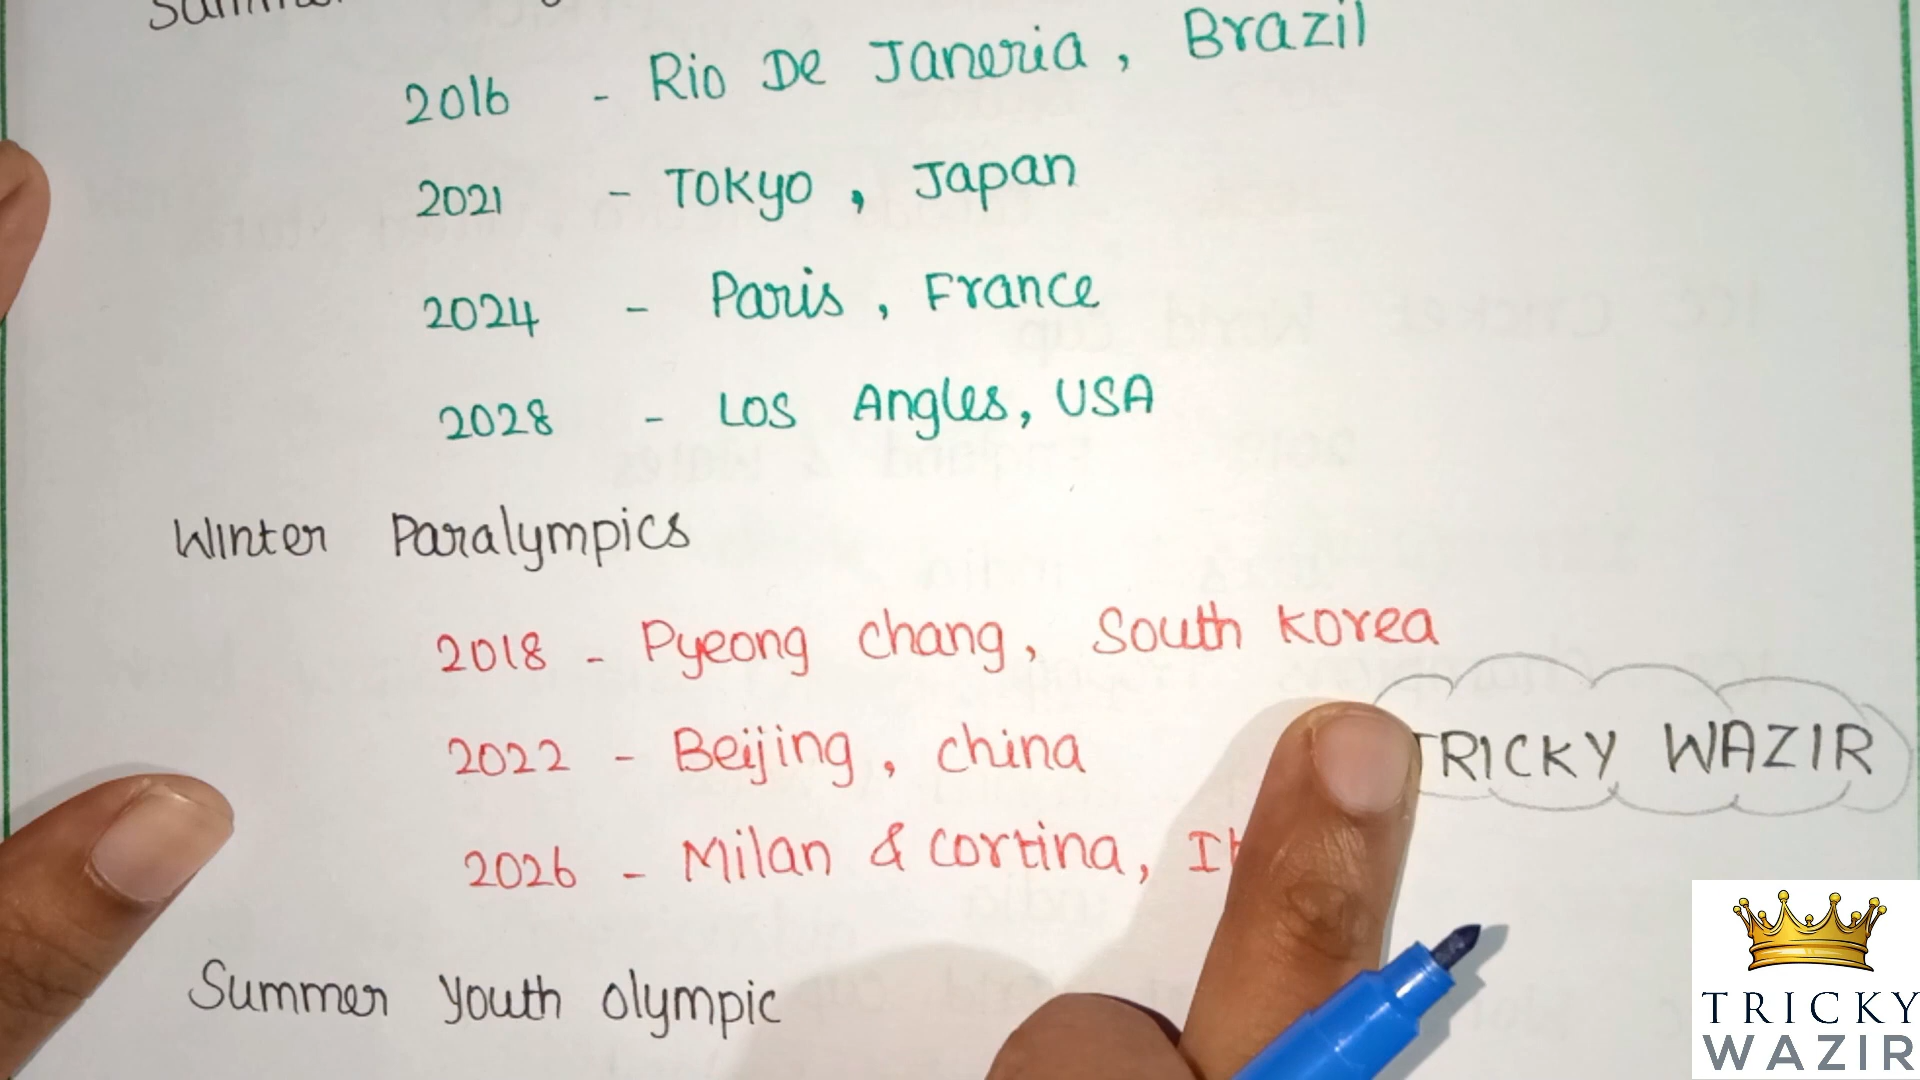 2016 - Rio De Janeria, Brazil
2021 - TOKYO, Japan
2024 - Paris, France
2028 - Los Angles, USA
Winter Paralympics
2018 - Pyeong chang, South Korea
2022 - Beijing, china
TRICKY WAZIR
2026 - Milan & cortina,
Summer Youth olympic
TRICKY
WAZIR